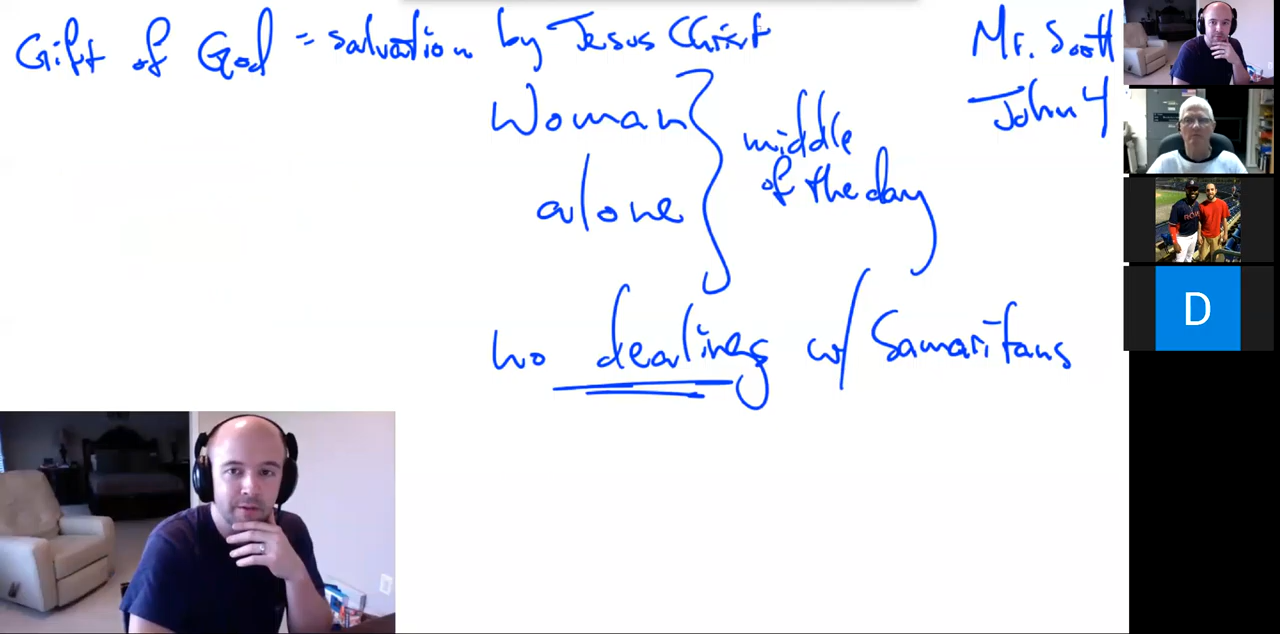 Gift of God = salvation by Jesus Christ
Mr. Scott
John 4
Woman
alone
middle
of the day
no dealings w/ Samaritans
D